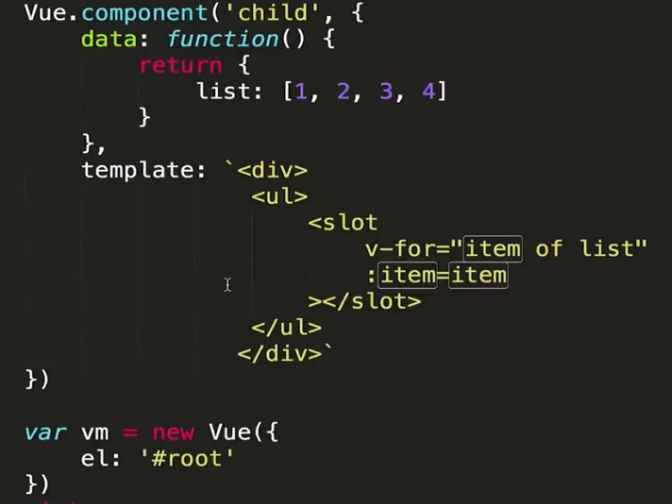 Vue.component('child', {
data: function() {
return {
list: [1, 2, 3, 4]
}
},
template: `<div>
<ul>
<slot
v-for="item of list"
:item=item
></slot>
</ul>
</div>`
})
var vm = new Vue({
el: '#root'
})